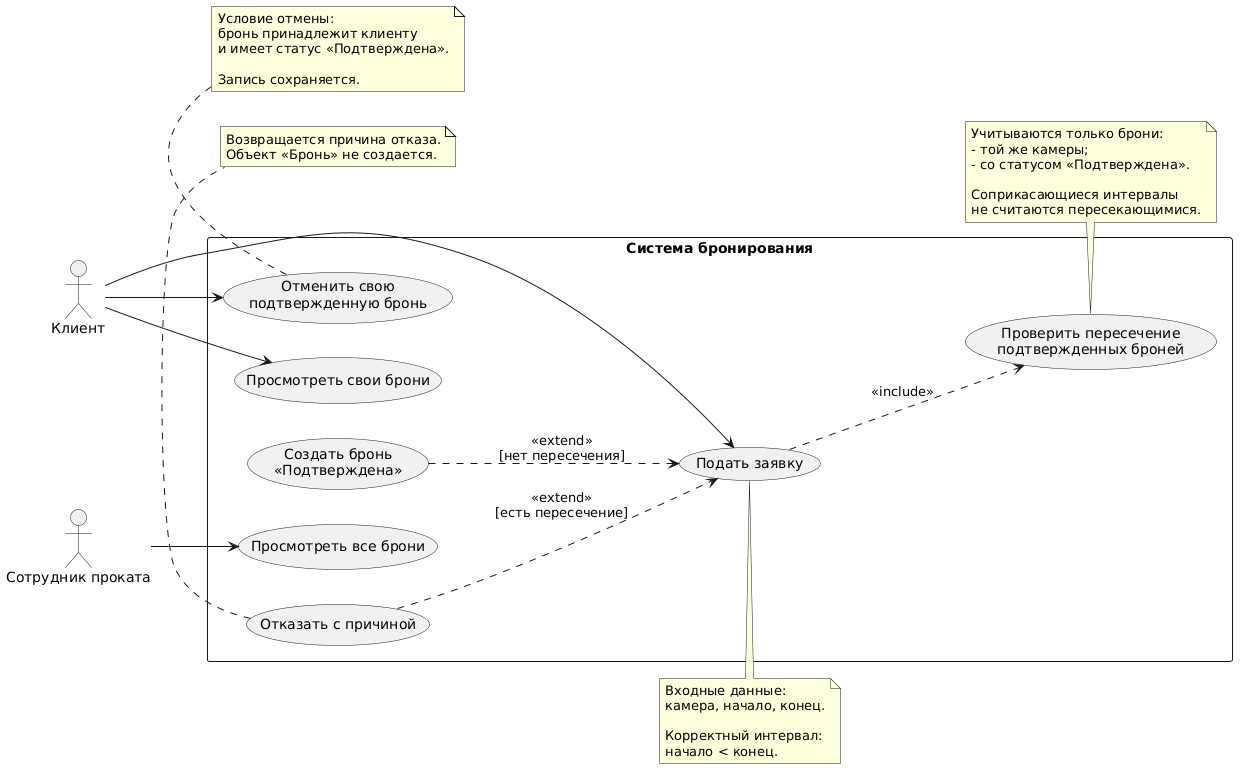 Условие отмены:
бронь принадлежит клиенту
и имеет статус «Подтверждена».
Запись сохраняется.
Возвращается причина отказа.
Объект «Бронь» не создается.
Учитываются только брони:
- той же камеры;
- со статусом «Подтверждена».
Соприкасающиеся интервалы
не считаются пересекающимися.
Система бронирования
Клиент
Отменить свою
подтвержденную бронь
Проверить пересечение
подтвержденных броней
Просмотреть свои брони
«include»
Создать бронь
«Подтверждена»
«extend»
[нет пересечения]
Подать заявку
«extend»
[есть пересечение]
Сотрудник проката
Просмотреть все брони
Отказать с причиной
Входные данные:
камера, начало, конец.
Корректный интервал:
начало < конец.